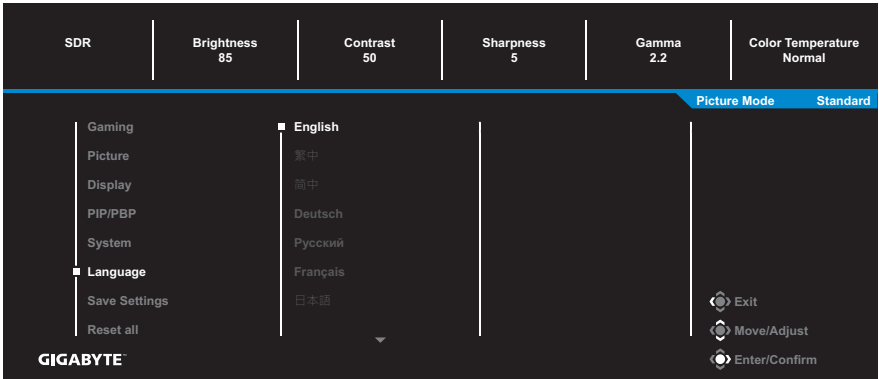 SDR
Brightness
85
Contrast
50
Sharpness
5
Gamma
2.2
Color Temperature
Normal
Picture Mode Standard
Gaming
Picture
Display
PIP/PBP
System
Language
Save Settings
Reset all
English
繁中
简中
Deutsch
Русский
Français
日本語
Exit
Move/Adjust
Enter/Confirm
GIGABYTE™